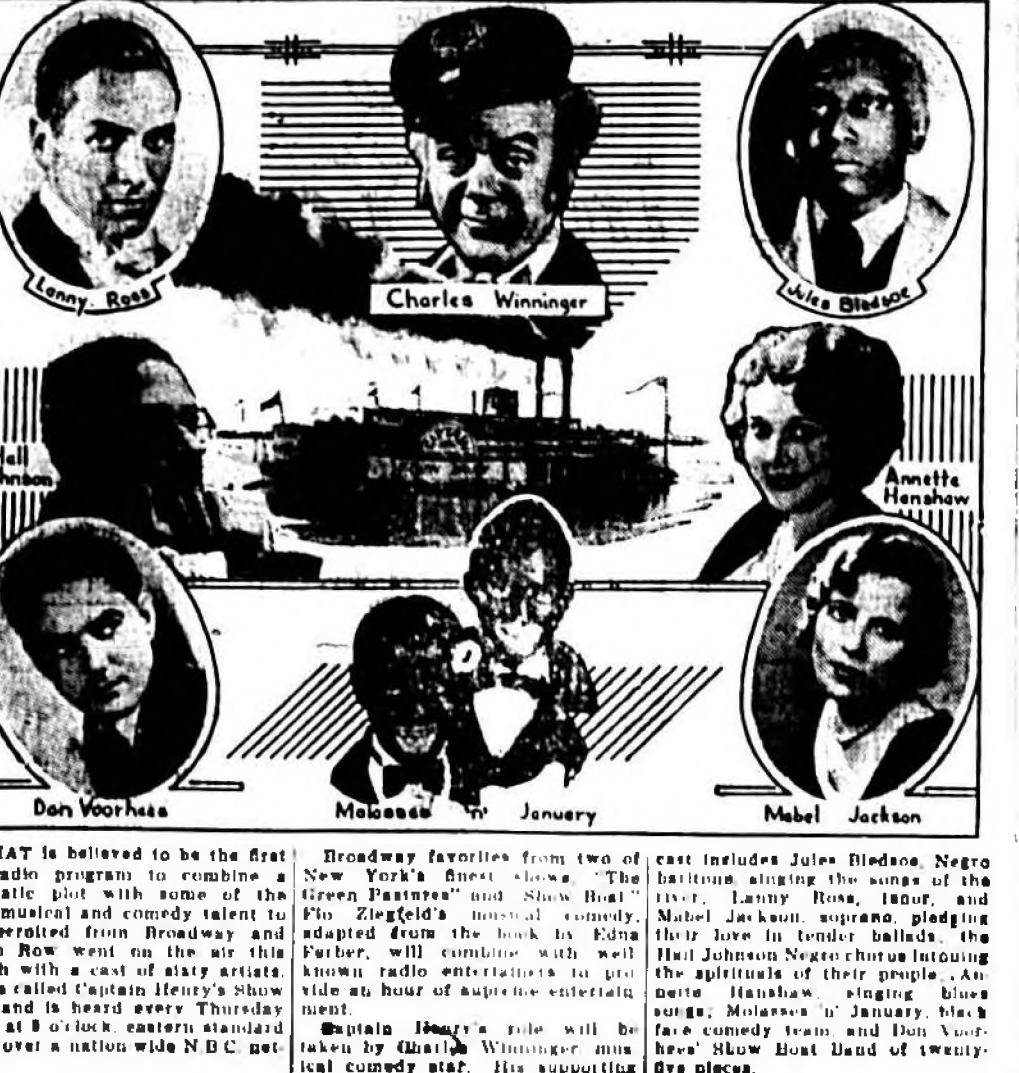 Lanny Ross
Charles Winninger
Jules Bledsoe
Hall
Johnson
Annette
Hanshaw
Don Voorhees
Molasses 'n' January
Mabel Jackson
HAT is believed to be the first
adio program to combine a
atic plot with some of the
musical and comedy talent to
ecruited from Broadway and
n Row went on the air this
h with a cast of sixty artists.
s called Captain Henry's Show
and is heard every Thursday
at 9 o'clock, eastern standard
over a nation-wide N.B.C. net-
Broadway favorites from two of
New York's finest shows, "The
Green Pastures" and Show Boat"
Flo Ziegfeld's musical comedy,
adapted from the book by Edna
Ferber, will combine with well
known radio entertainers to pro
vide an hour of supreme entertain
ment.
Captain Henry's role will be
taken by Charles Winninger, mus
ical comedy star. His supporting
cast includes Jules Bledsoe, Negro
baritone, singing the songs of the
river, Lanny Ross, tenor, and
Mabel Jackson, soprano, pledging
their love in tender ballads, the
Hall Johnson Negro chorus intoning
the spirituals of their people, An-
nette Hanshaw, singing blues
songs, Molasses 'n' January, black
face comedy team, and Don Voor-
hees' Show Boat Band of twenty-
five pieces.